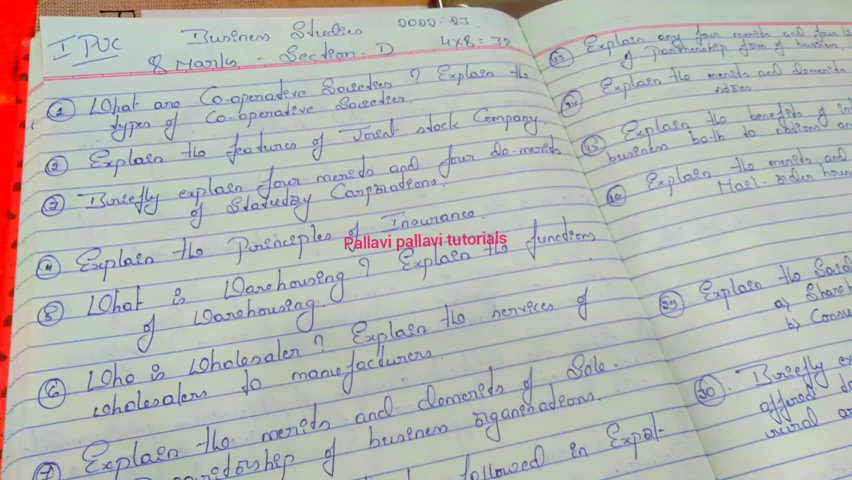 I PUC
Business Studies 2022-23
8 Marks - Section - D 4x8=32
① What are Co-operative Societies ? Explain the
types of Co-operative Societies.
② Explain the features of Joint stock Company
③ Briefly explain four merits and four de-merits
of Statutory Corporations.
④ Explain the Principles of Insurance.
Pallavi pallavi tutorials
⑤ What is Warehousing ? Explain the functions
of Warehousing.
⑥ Who is Wholesaler ? Explain the services of
wholesalers to manufacturers.
⑦ Explain the merits and demerits of Sole
Proprietorship of business organisations.
followed in Export-
Explain any four merits and four
of Partnership form of business.
Explain the merits and demerits
Explain the benefits of
business both to nations
Explain the merits and
Mail-order
㉙ Explain the
a)
b)
㉚. Briefly
offered
rural